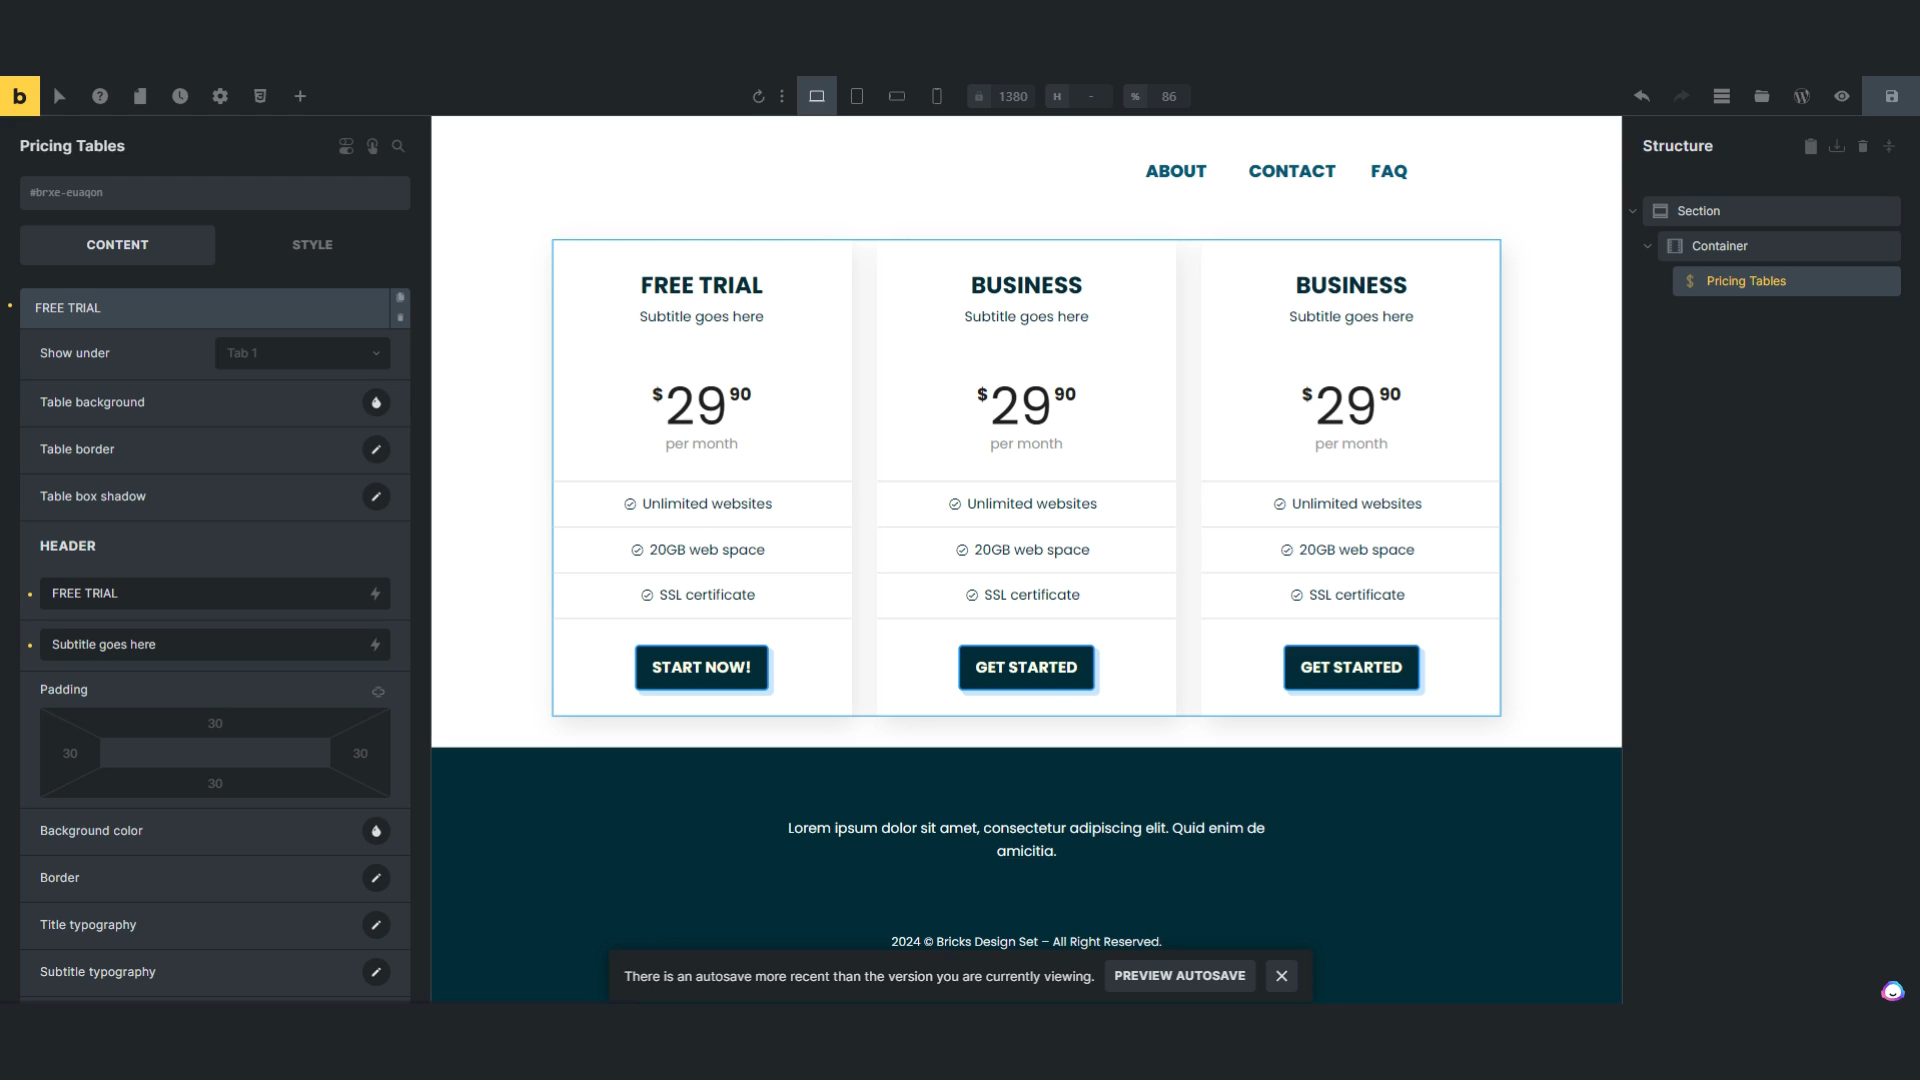 b
1380
H
-
%
86
Pricing Tables
#brxe-euaqon
CONTENT
STYLE
FREE TRIAL
Show under
Tab 1
Table background
Table border
Table box shadow
HEADER
FREE TRIAL
Subtitle goes here
Padding
30
30
30
30
Background color
Border
Title typography
Subtitle typography
ABOUT
CONTACT
FAQ
FREE TRIAL
Subtitle goes here
$29 90
per month
Unlimited websites
20GB web space
SSL certificate
START NOW!
BUSINESS
Subtitle goes here
$29 90
per month
Unlimited websites
20GB web space
SSL certificate
GET STARTED
BUSINESS
Subtitle goes here
$29 90
per month
Unlimited websites
20GB web space
SSL certificate
GET STARTED
Lorem ipsum dolor sit amet, consectetur adipiscing elit. Quid enim de
amicitia.
2024 © Bricks Design Set – All Right Reserved.
There is an autosave more recent than the version you are currently viewing.
PREVIEW AUTOSAVE
Structure
Section
Container
$ Pricing Tables